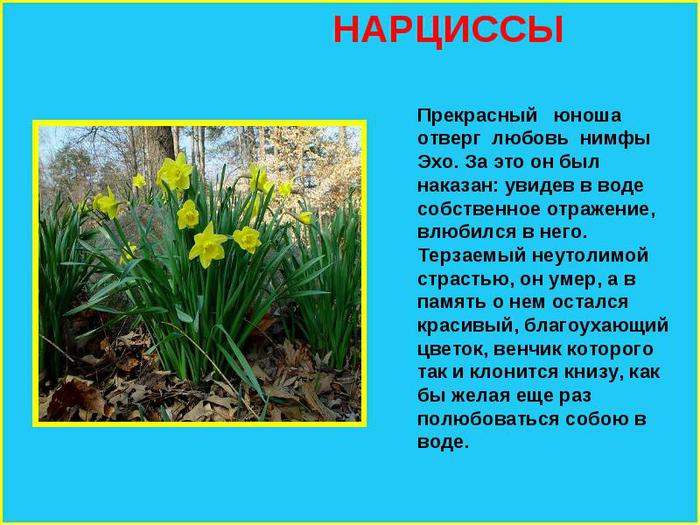 НАРЦИССЫ
Прекрасный юноша
отверг любовь нимфы
Эхо. За это он был
наказан: увидев в воде
собственное отражение,
влюбился в него.
Терзаемый неутолимой
страстью, он умер, а в
память о нем остался
красивый, благоухающий
цветок, венчик которого
так и клонится книзу, как
бы желая еще раз
полюбоваться собою в
воде.